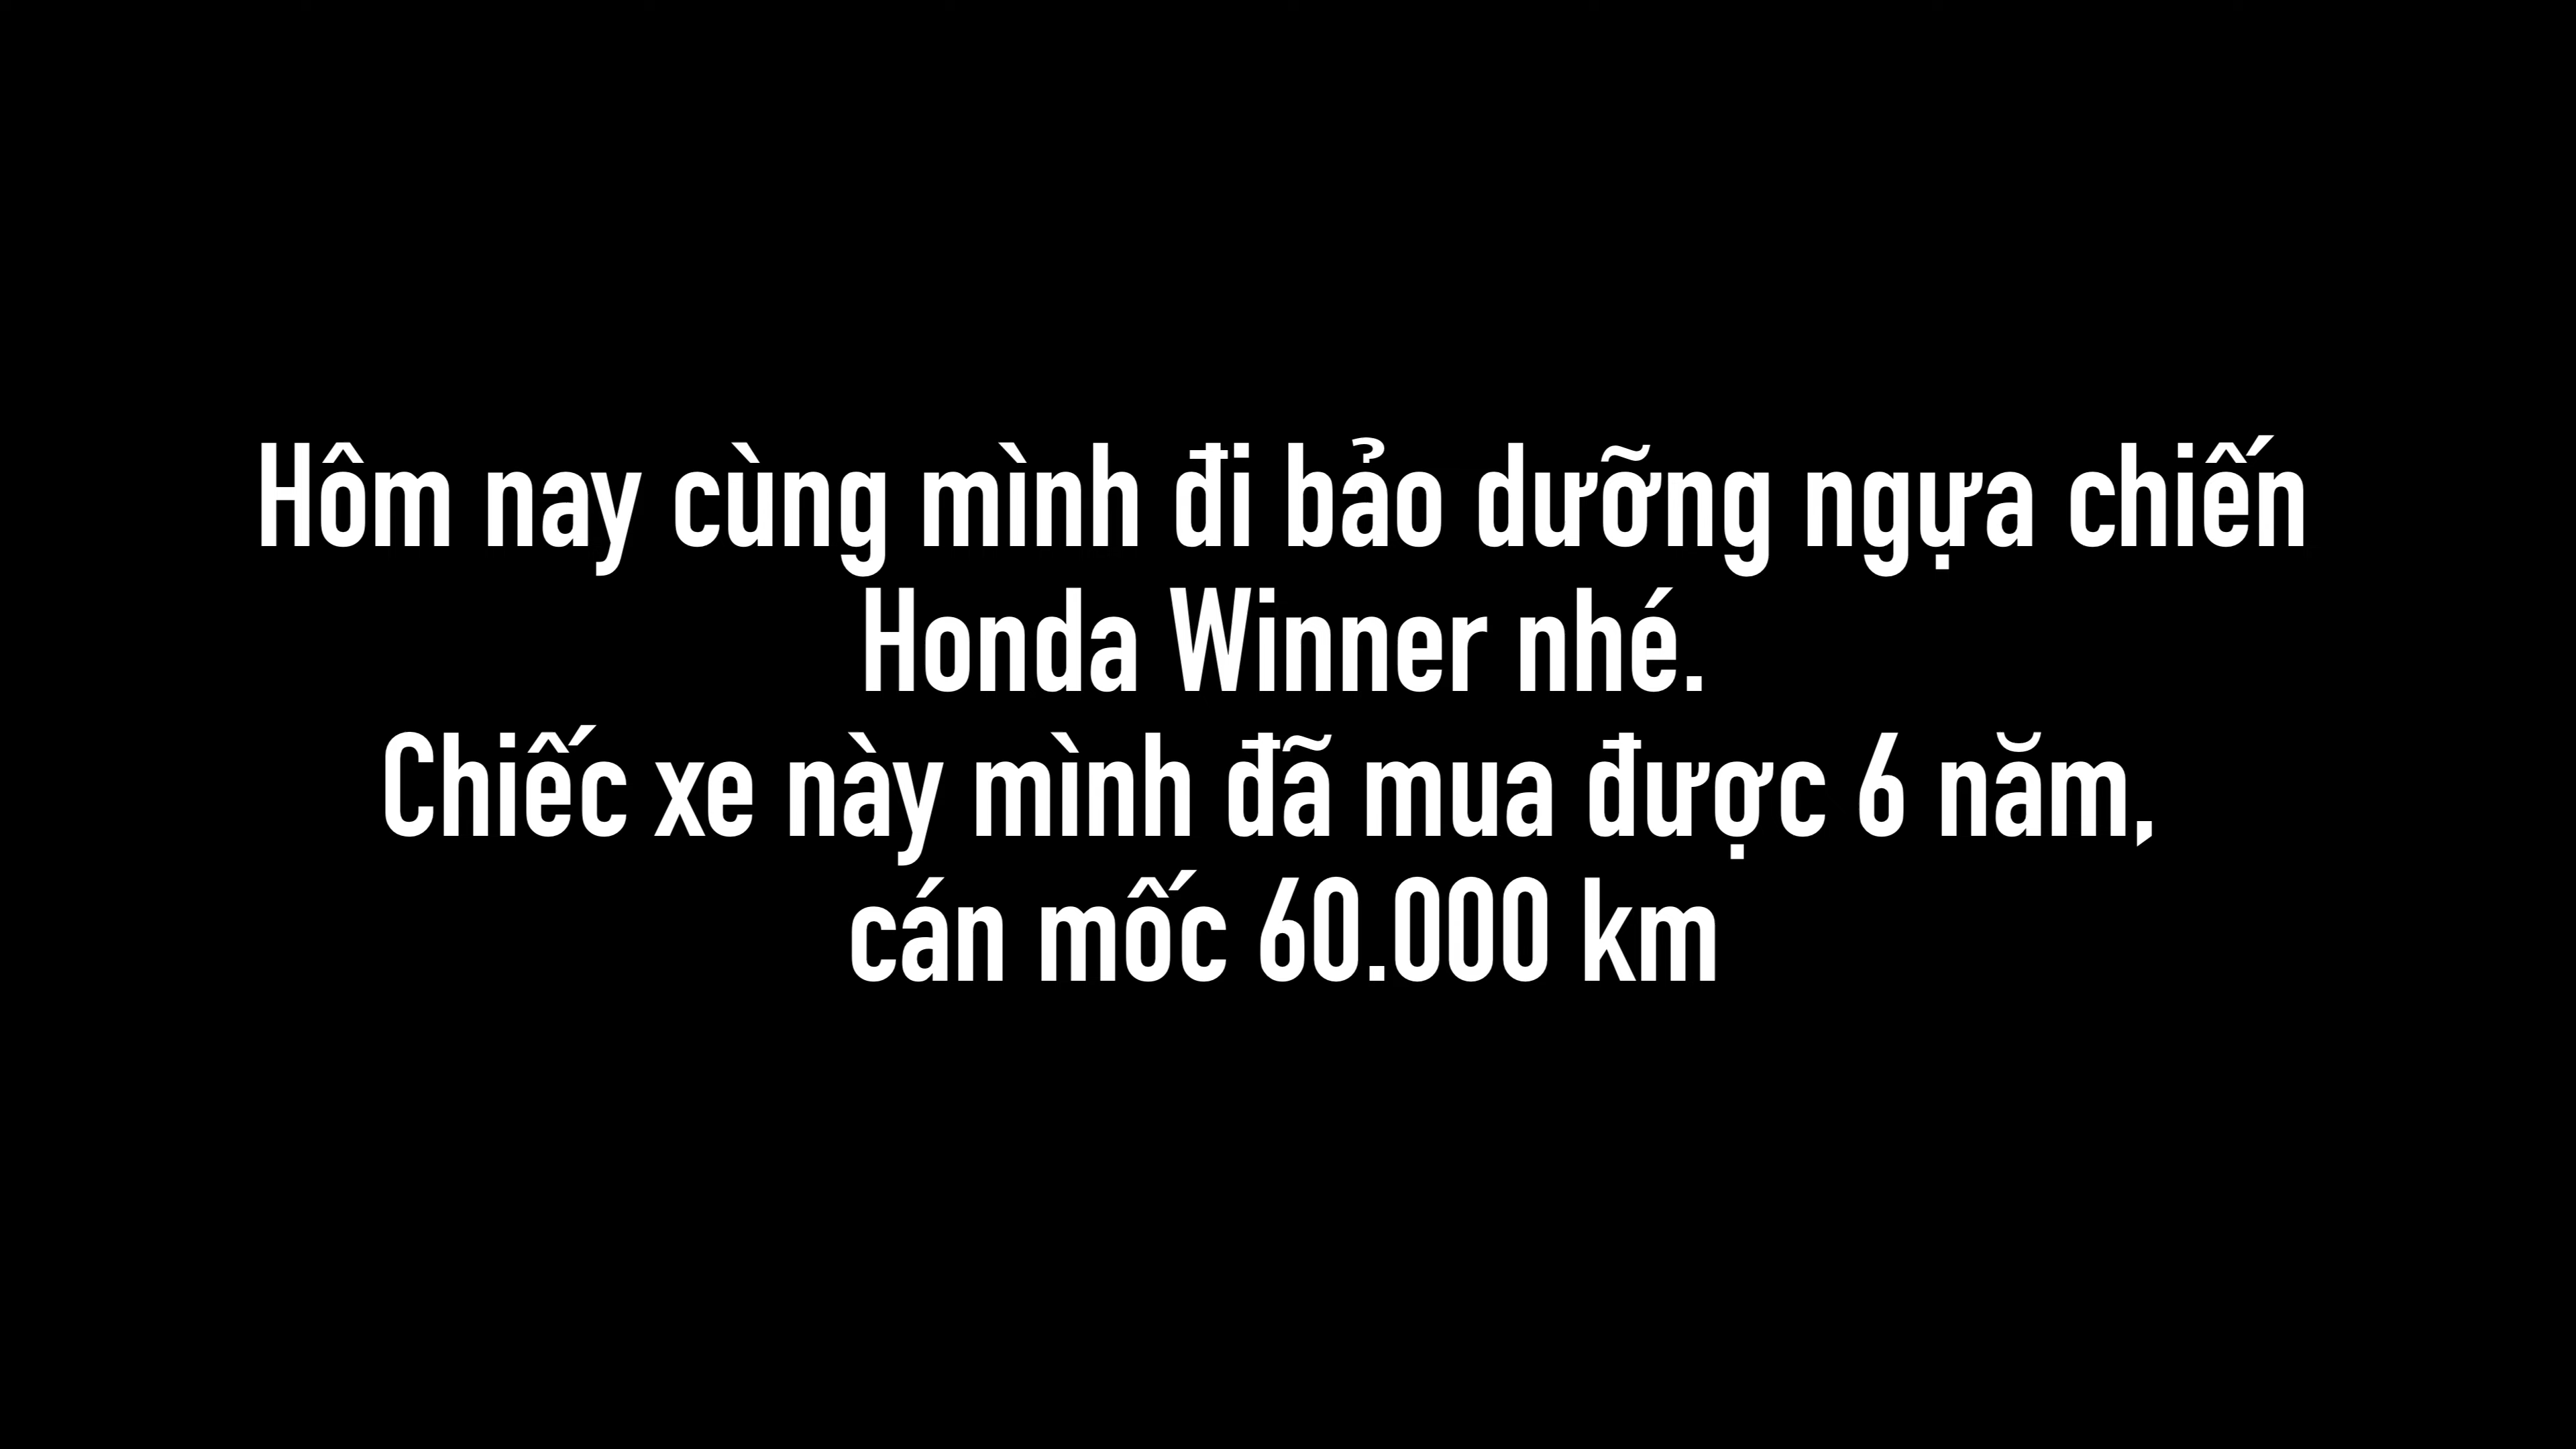 Hôm nay cùng mình đi bảo dưỡng ngựa chiến
Honda Winner nhé.
Chiếc xe này mình đã mua được 6 năm,
cán mốc 60.000 km